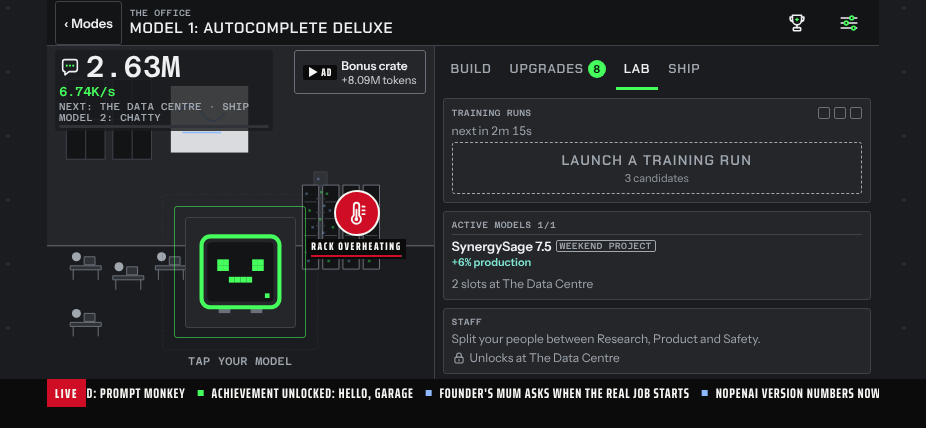 ‹ Modes
THE OFFICE
MODEL 1: AUTOCOMPLETE DELUXE
2.63M
6.74K/s
NEXT: THE DATA CENTRE · SHIP
MODEL 2: CHATTY
AD
Bonus crate
+8.09M tokens
RACK OVERHEATING
TAP YOUR MODEL
BUILD
UPGRADES 8
LAB
SHIP
TRAINING RUNS
next in 2m 15s
LAUNCH A TRAINING RUN
3 candidates
ACTIVE MODELS 1/1
SynergySage 7.5 WEEKEND PROJECT
+6% production
2 slots at The Data Centre
STAFF
Split your people between Research, Product and Safety.
Unlocks at The Data Centre
LIVE D: PROMPT MONKEY ACHIEVEMENT UNLOCKED: HELLO, GARAGE FOUNDER'S MUM ASKS WHEN THE REAL JOB STARTS NOPENAI VERSION NUMBERS NOW